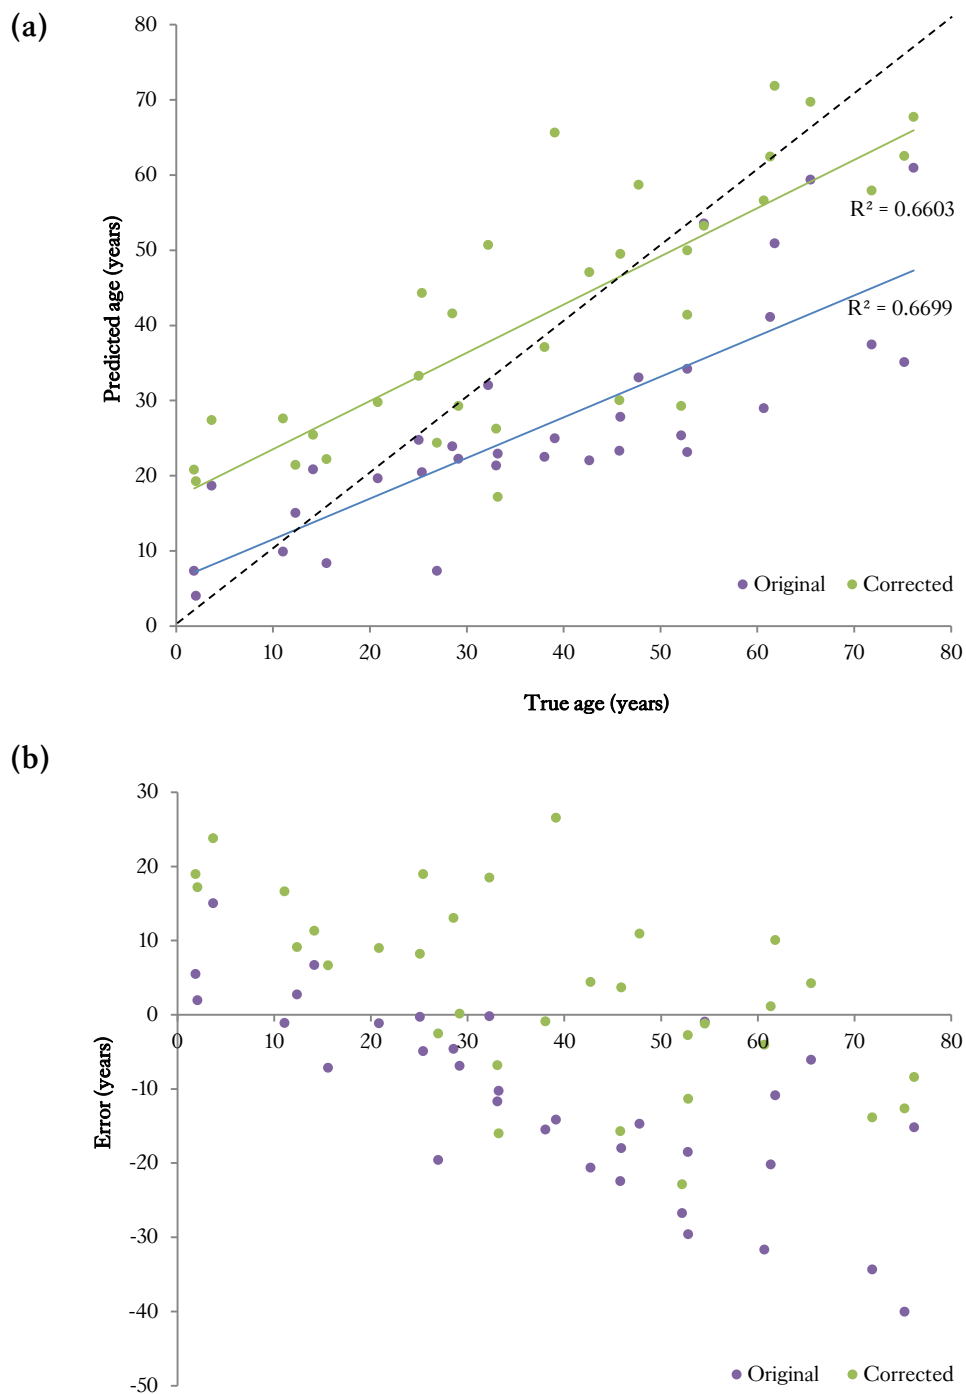 (a)
80
70
60
50
40
30
20
10
0
Predicted age (years)
R² = 0.6603
R² = 0.6699
Original Corrected
0 10 20 30 40 50 60 70 80
True age (years)
(b)
30
20
10
0
-10
-20
-30
-40
-50
Error (years)
0 10 20 30 40 50 60 70 80
Original Corrected